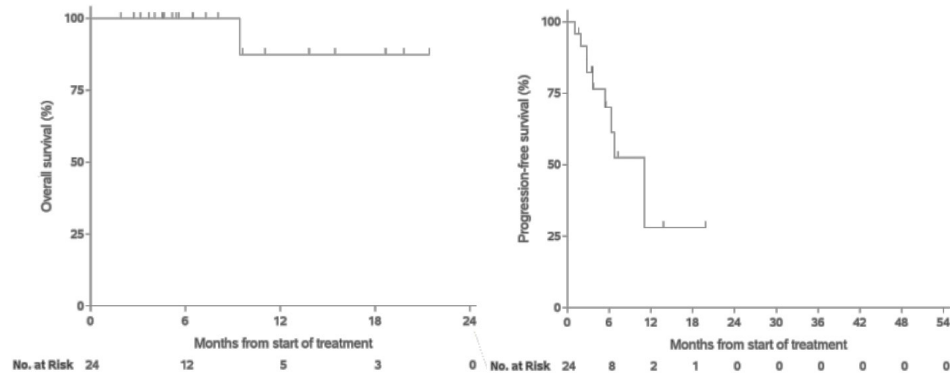 Overall survival (%)
100
75
50
25
0
0 6 12 18 24
Months from start of treatment
No. at Risk 24 12 5 3 0
Progression-free survival (%)
100
75
50
25
0
0 6 12 18 24 30 36 42 48 54
Months from start of treatment
No. at Risk 24 8 2 1 0 0 0 0 0 0